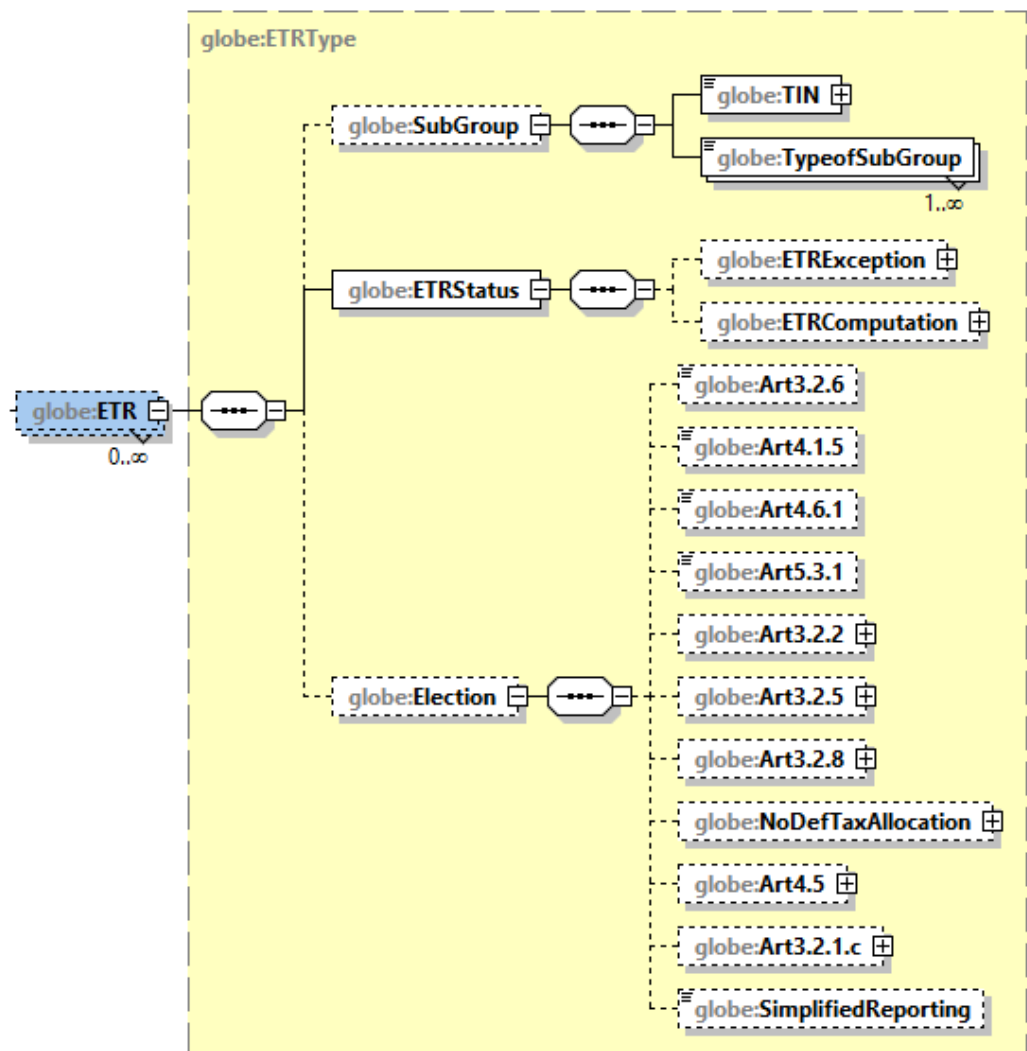 globe:ETRType
globe:SubGroup
globe:TIN
globe:TypeofSubGroup
1..∞
globe:ETRStatus
globe:ETRException
globe:ETRComputation
globe:ETR
0..∞
globe:Election
globe:Art3.2.6
globe:Art4.1.5
globe:Art4.6.1
globe:Art5.3.1
globe:Art3.2.2
globe:Art3.2.5
globe:Art3.2.8
globe:NoDefTaxAllocation
globe:Art4.5
globe:Art3.2.1.c
globe:SimplifiedReporting